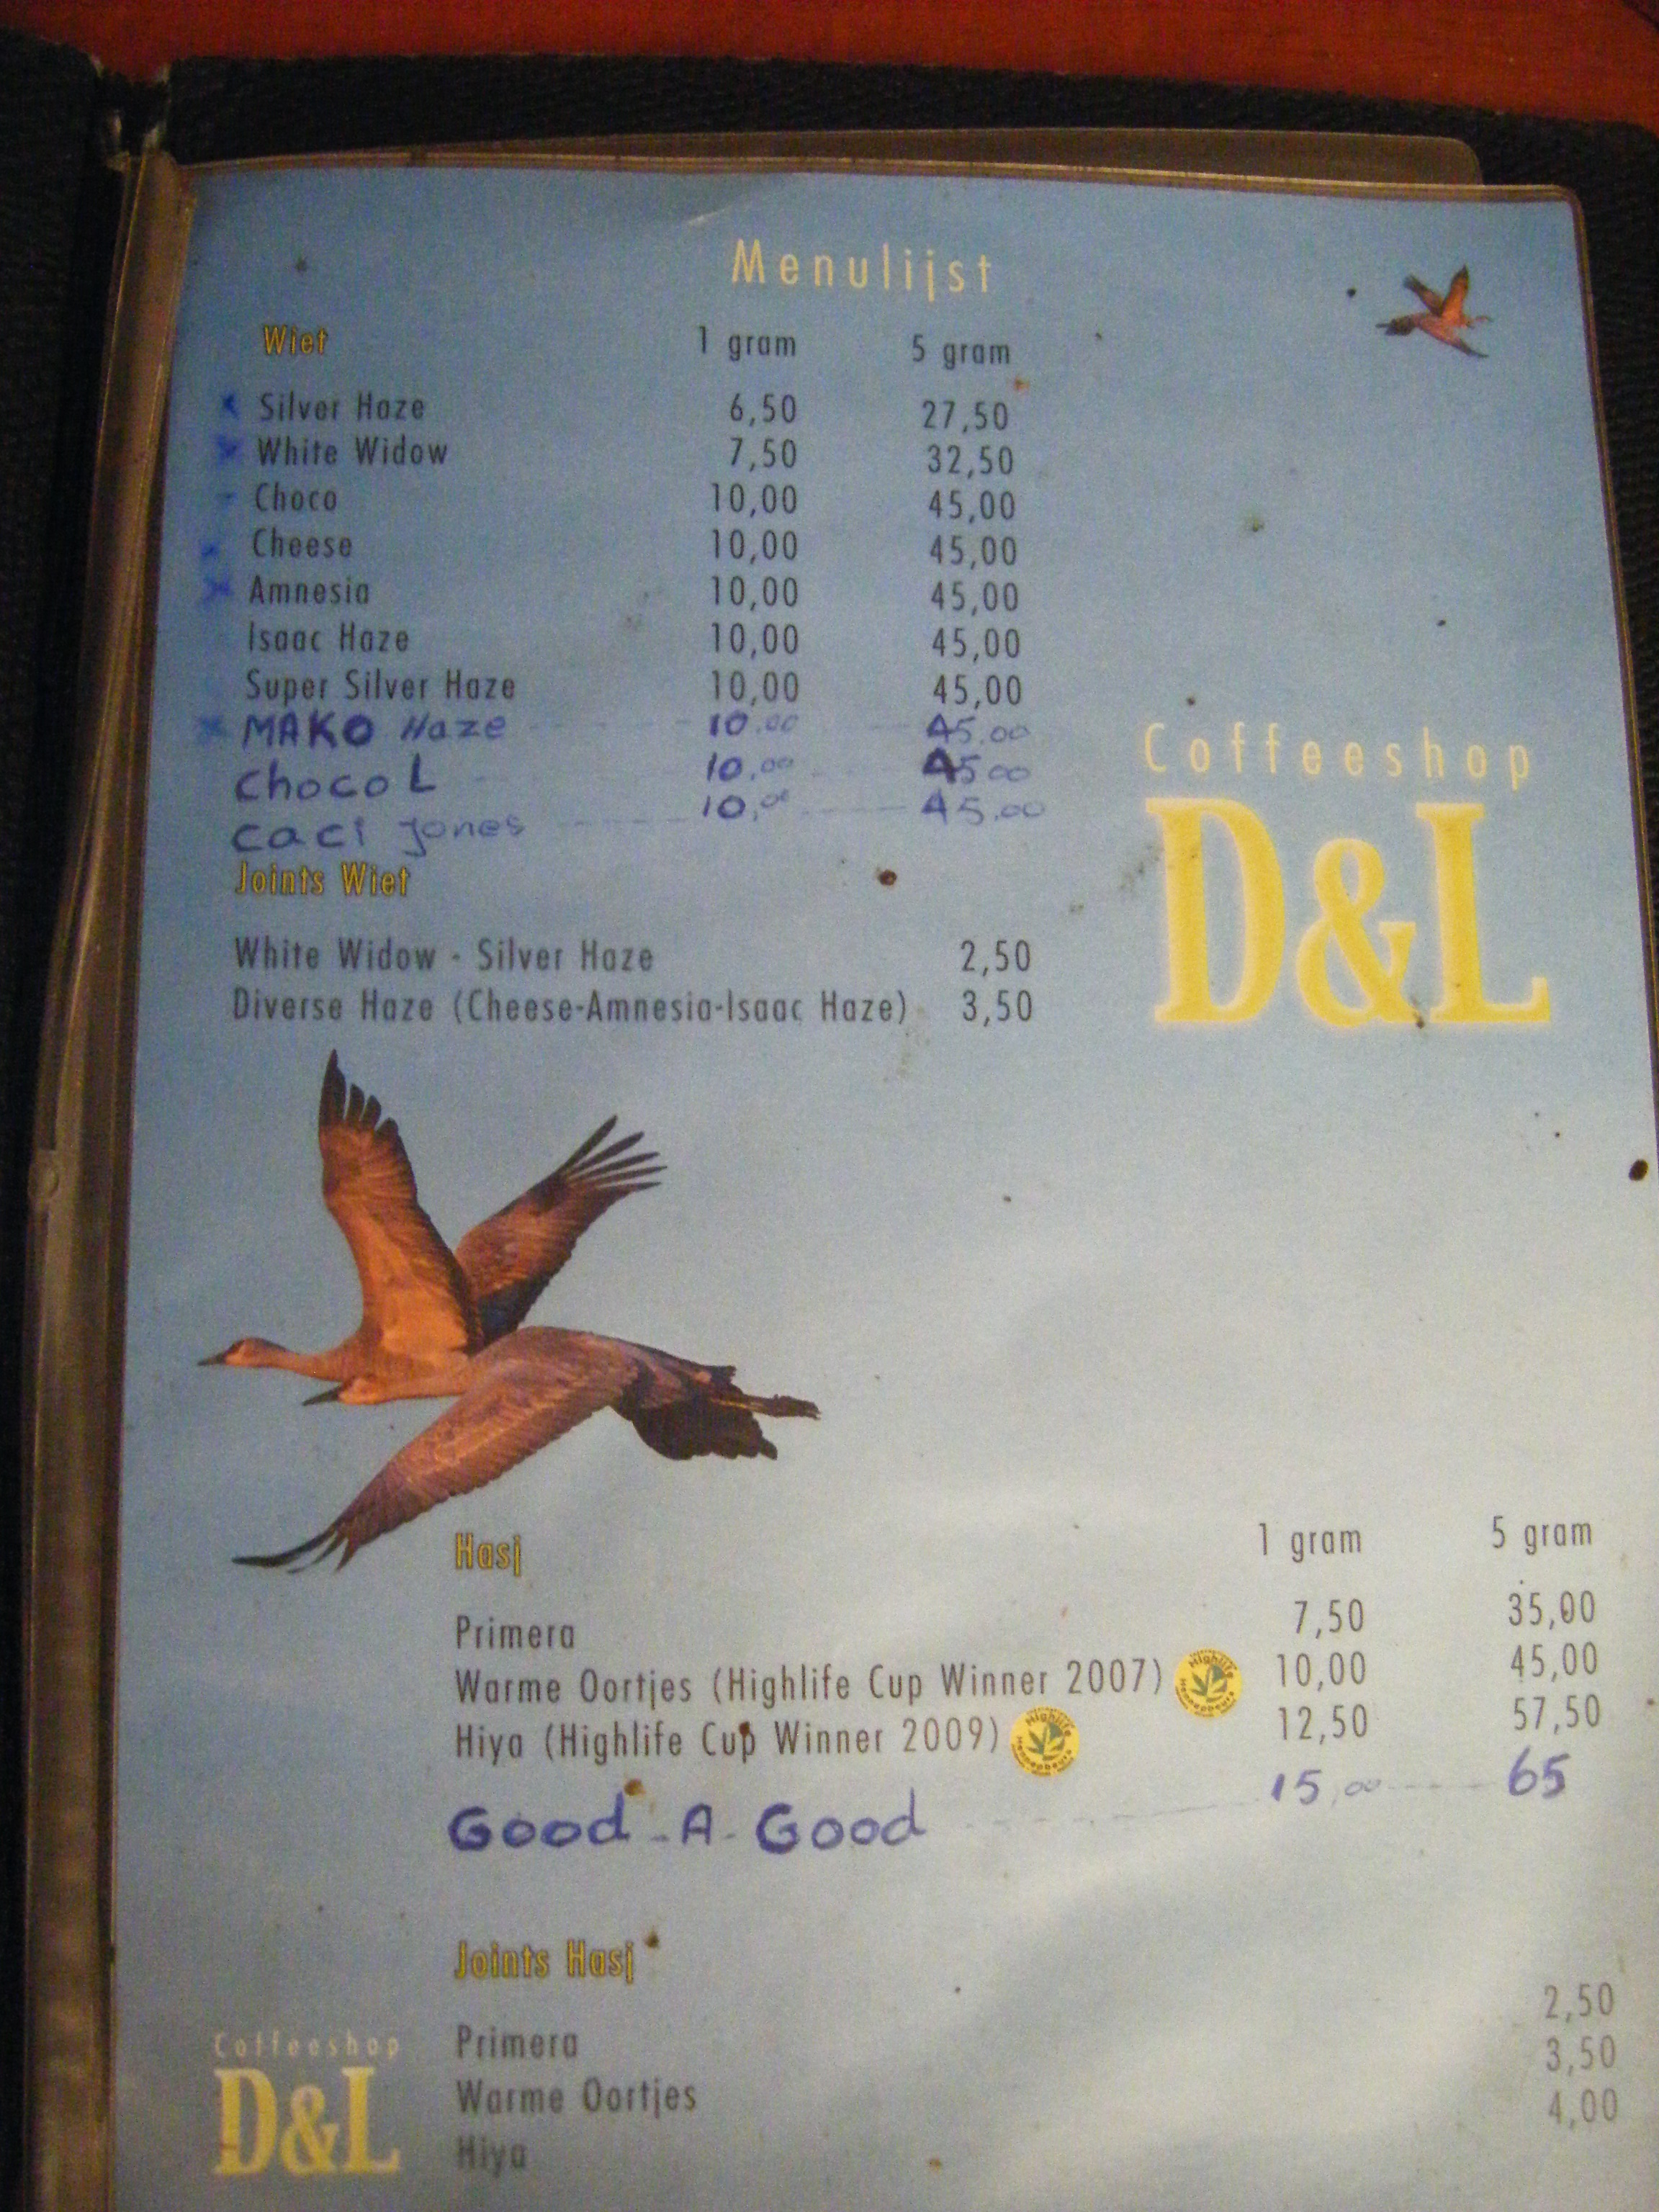 Menulijst
Wiet 1 gram 5 gram
Silver Haze 6,50 27,50
White Widow 7,50 32,50
Choco 10,00 45,00
Cheese 10,00 45,00
Amnesia 10,00 45,00
Isaac Haze 10,00 45,00
Super Silver Haze 10,00 45,00
MAKO Haze 10.00 45.00
Choco L 10,00 45 00
caci Jones 10,00 45.00
Joints Wiet
White Widow - Silver Haze 2,50
Diverse Haze (Cheese-Amnesia-Isaac Haze) 3,50
Coffeeshop
D&L
Hasj 1 gram 5 gram
Primera 7,50 35,00
Warme Oortjes (Highlife Cup Winner 2007) Highlife 10,00 45,00
Hiya (Highlife Cup Winner 2009) Highlife 12,50 57,50
Good - A - Good 15,00 65
Joints Hasj
Primera 2,50
Warme Oortjes 3,50
Hiya 4,00
Coffeeshop
D&L